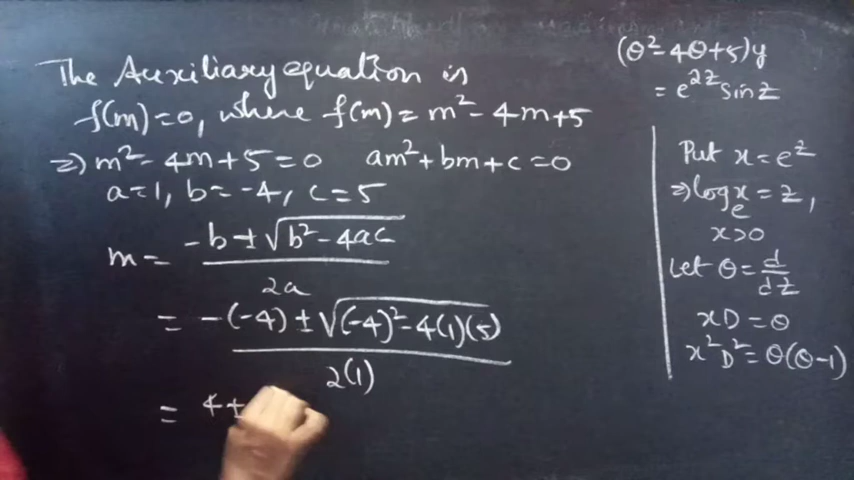 The Auxiliary equation is
f(m)=0, where f(m)= m²-4m+5
⇒) m²-4m+5=0 am²+bm+c=0
a=1, b=-4, c=5
m = -b±√b²-4ac
2a
= -(-4)±√(-4)²-4(1)(5)
2(1)
= 4±
(θ²-4θ+5)y
= e^2z sin z
Put x=e^z
⇒ log_e x = z,
x>0
Let θ = d/dz
xD = θ
x²D² = θ(θ-1)